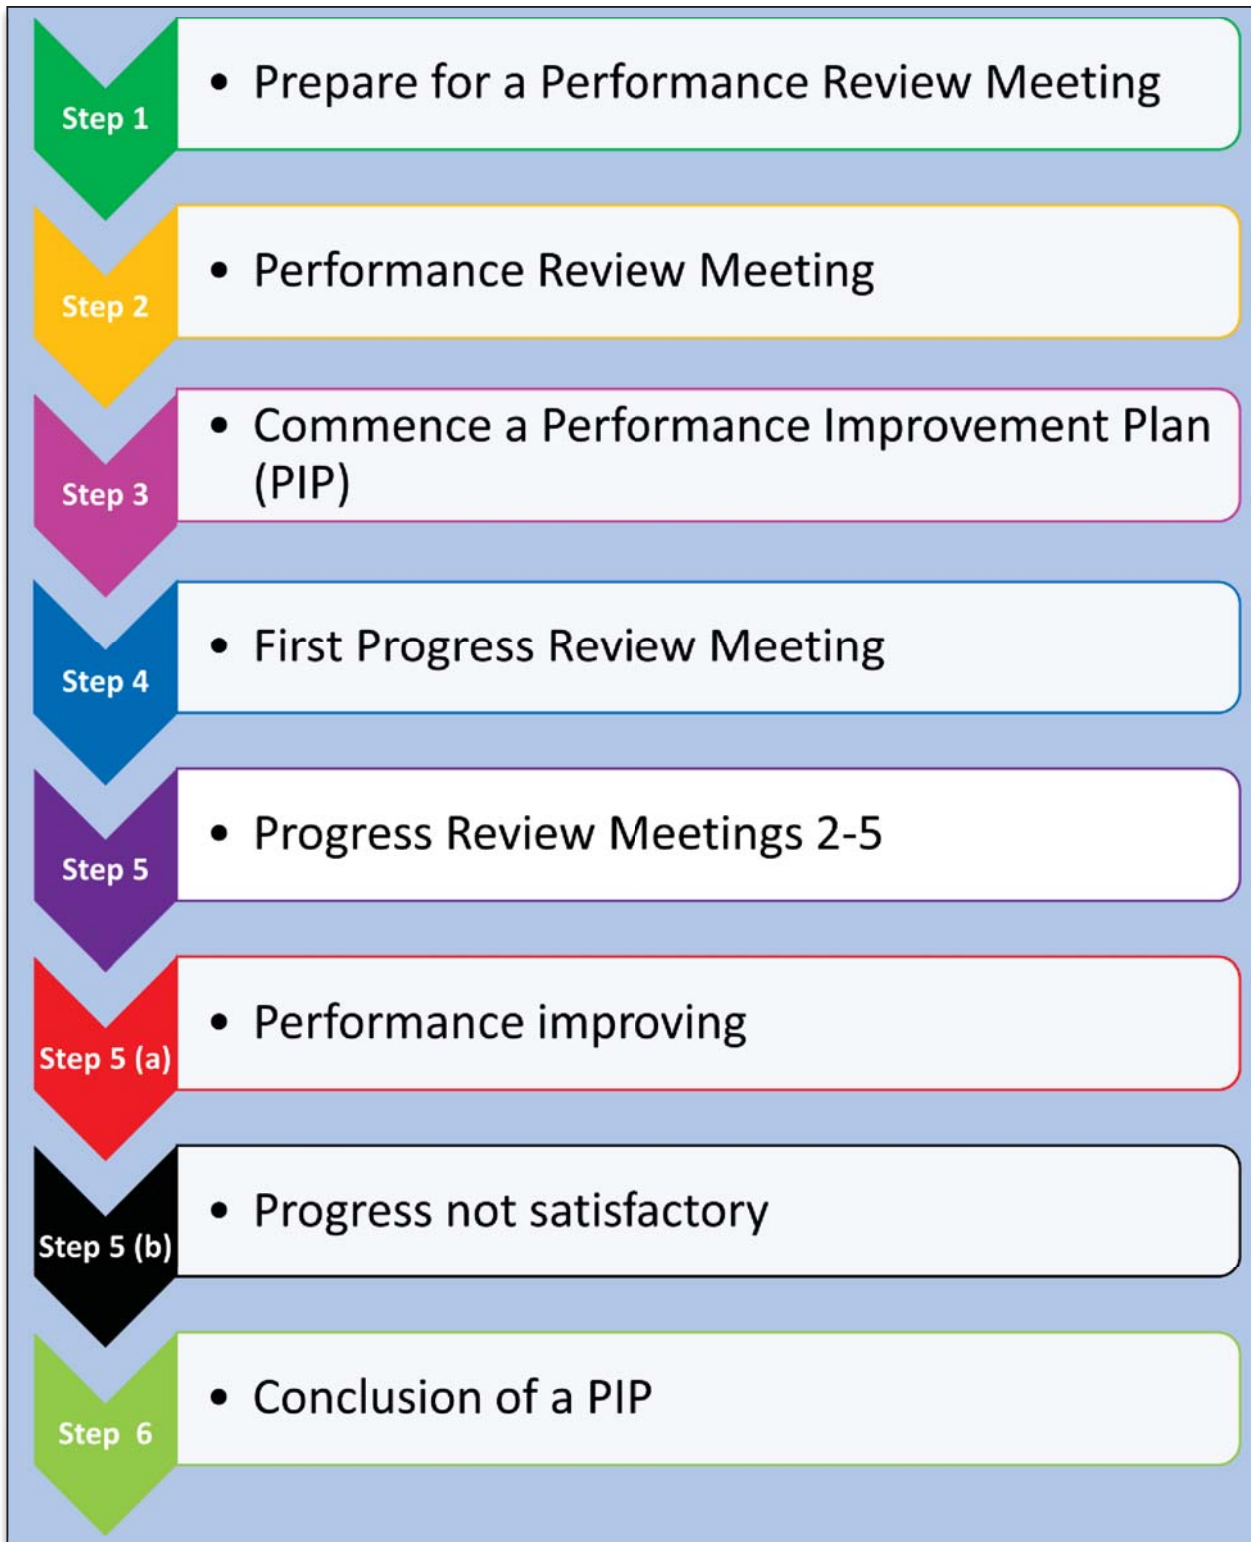 Step 1
• Prepare for a Performance Review Meeting
Step 2
• Performance Review Meeting
Step 3
• Commence a Performance Improvement Plan
(PIP)
Step 4
• First Progress Review Meeting
Step 5
• Progress Review Meetings 2-5
Step 5 (a)
• Performance improving
Step 5 (b)
• Progress not satisfactory
Step 6
• Conclusion of a PIP